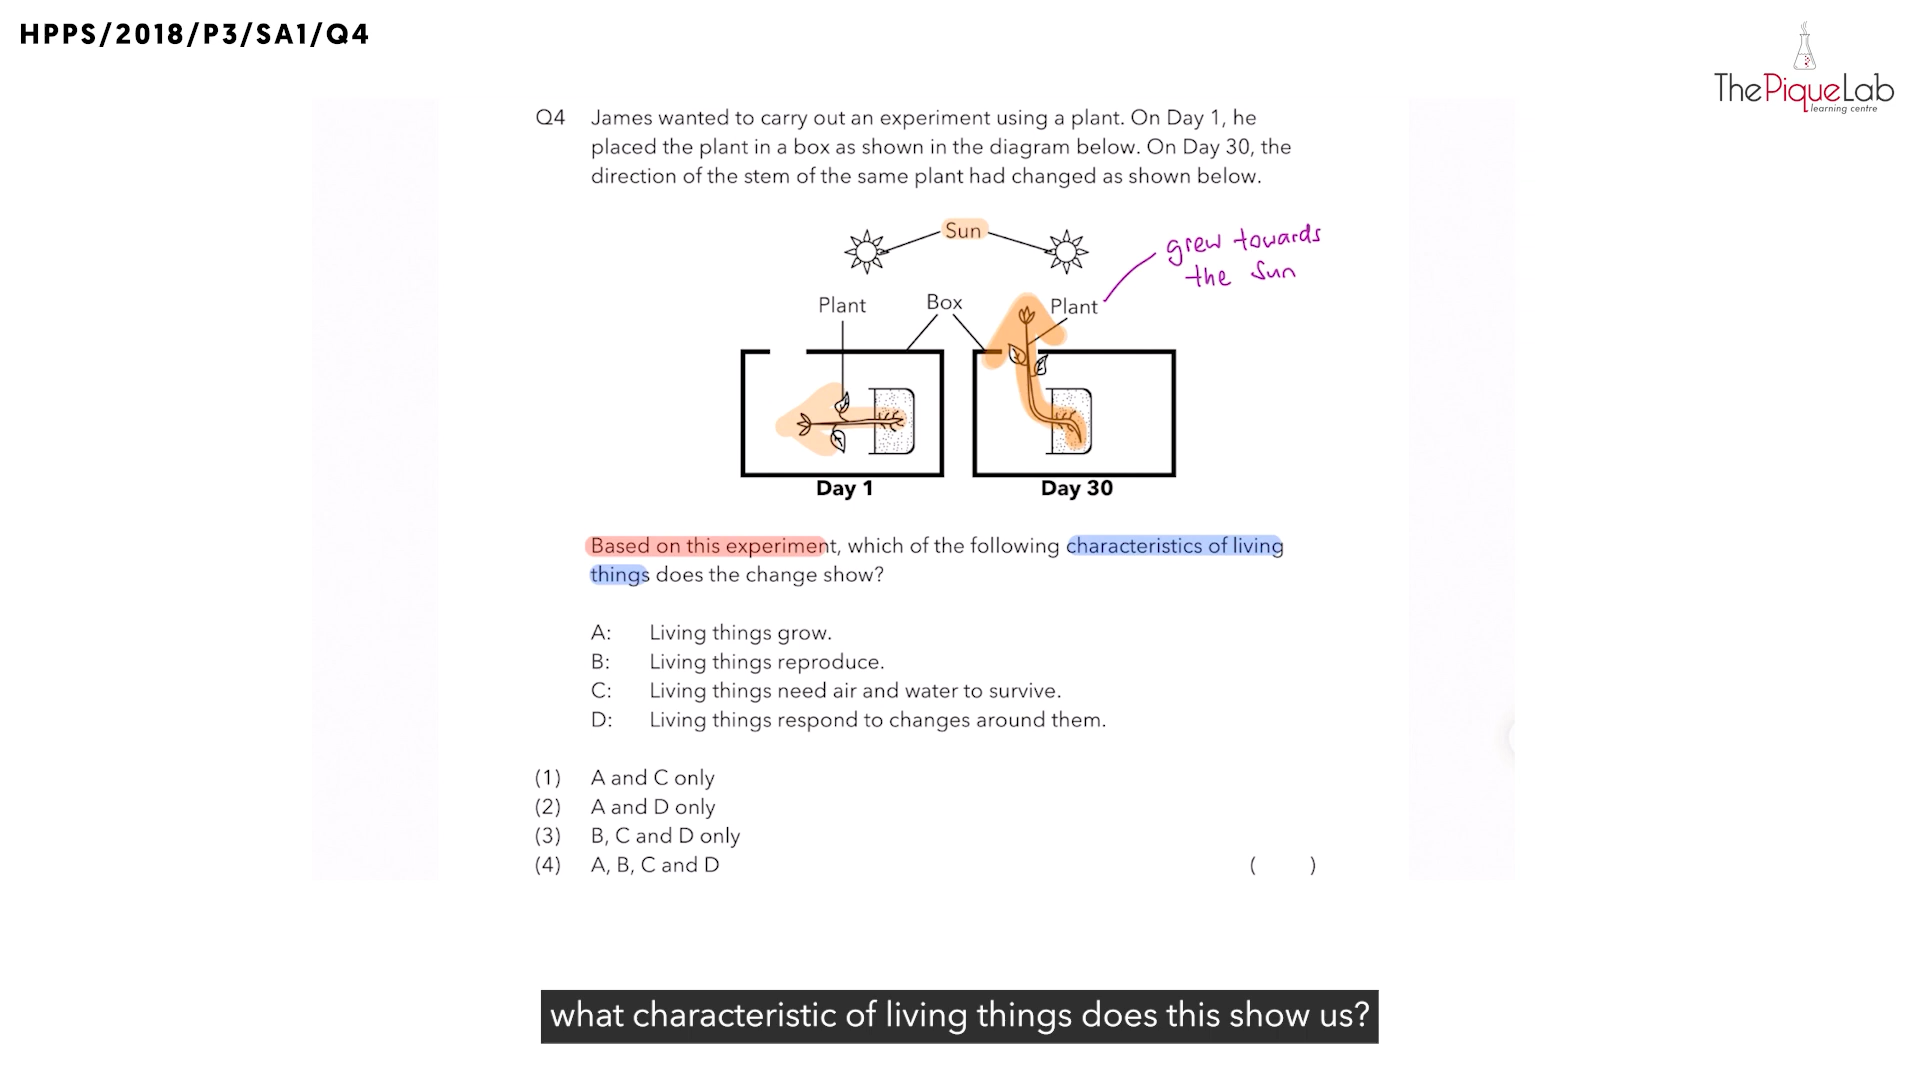 HPPS/2018/P3/SA1/Q4
ThePiqueLab
learning centre
Q4 James wanted to carry out an experiment using a plant. On Day 1, he
placed the plant in a box as shown in the diagram below. On Day 30, the
direction of the stem of the same plant had changed as shown below.
Sun
grew towards
the Sun
Plant
Box
Plant
Day 1
Day 30
Based on this experiment, which of the following characteristics of living
things does the change show?
A: Living things grow.
B: Living things reproduce.
C: Living things need air and water to survive.
D: Living things respond to changes around them.
(1) A and C only
(2) A and D only
(3) B, C and D only
(4) A, B, C and D ( )
what characteristic of living things does this show us?